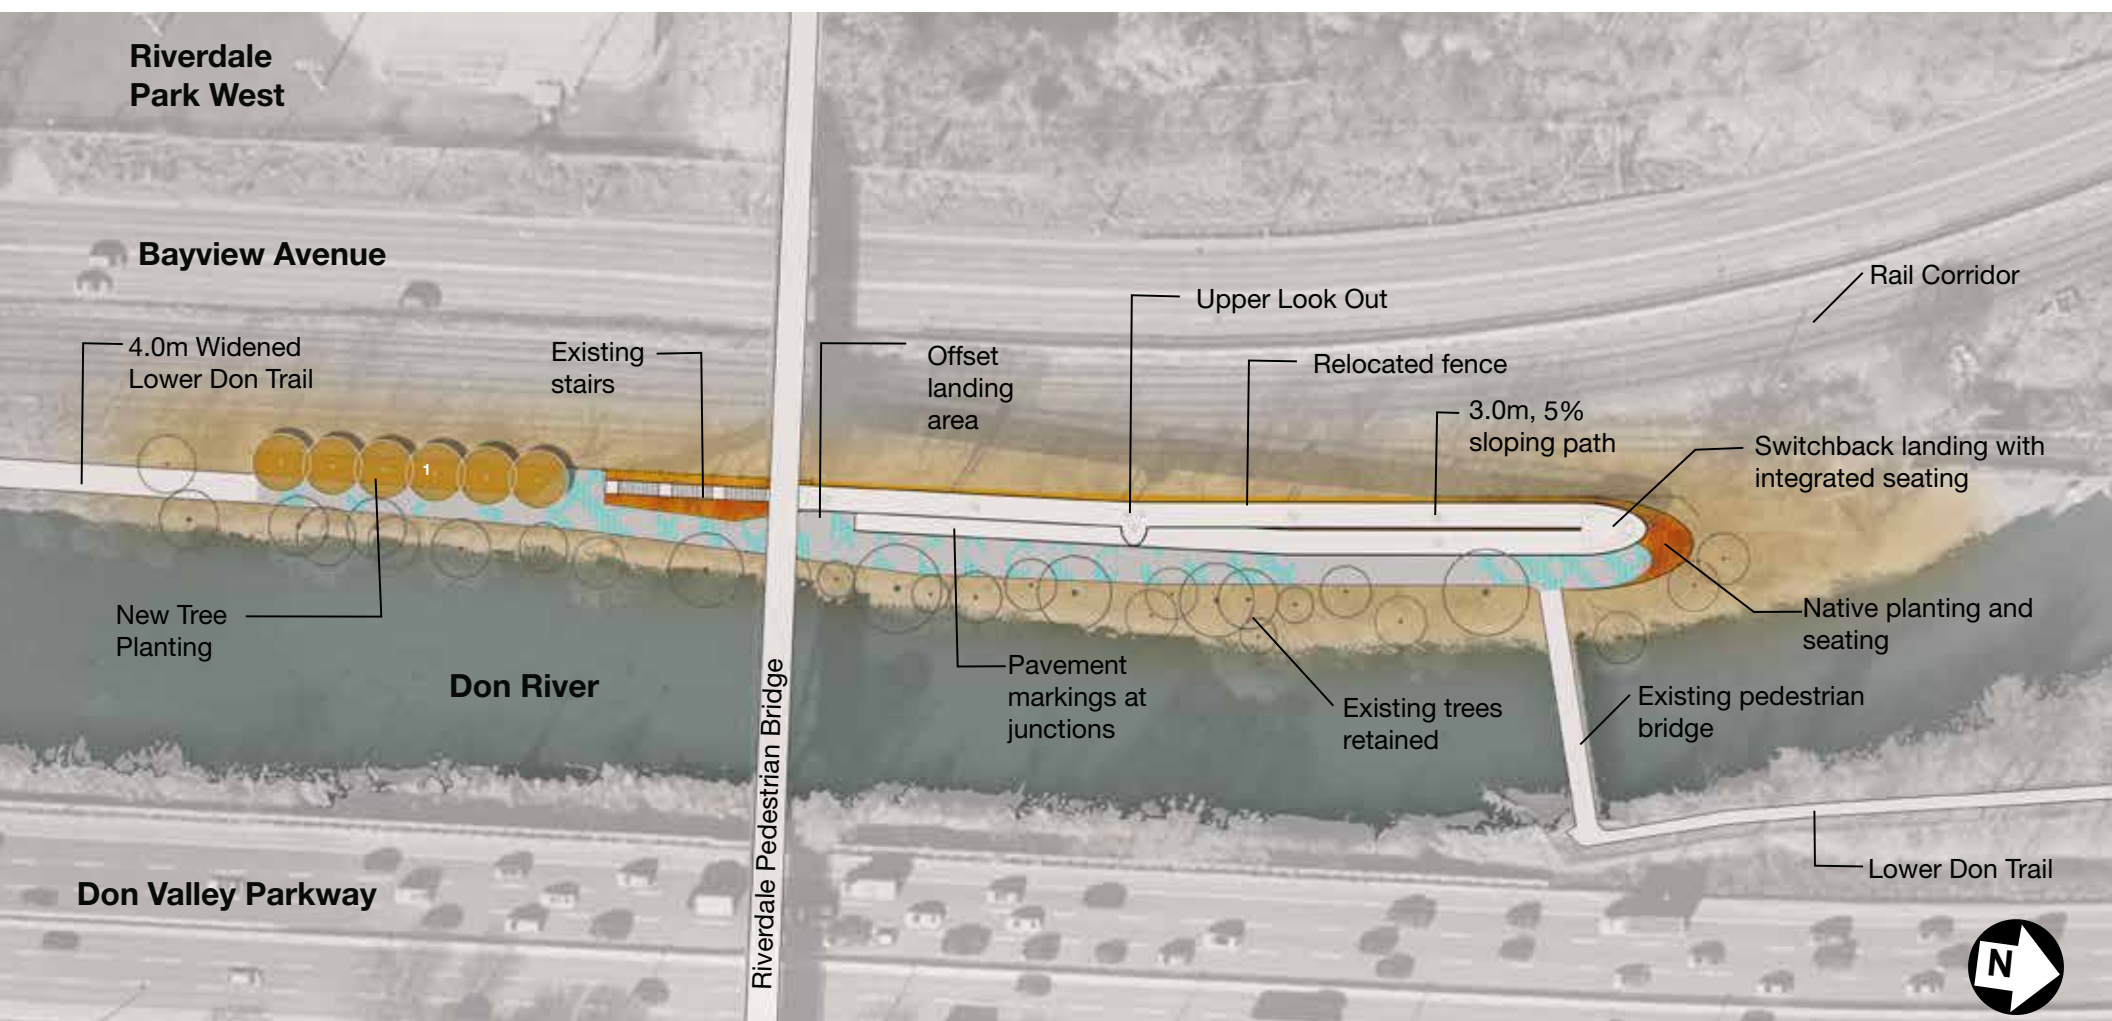 Riverdale
Park West
Bayview Avenue
Rail Corridor
Upper Look Out
4.0m Widened
Lower Don Trail
Existing
stairs
Offset
landing
area
Relocated fence
3.0m, 5%
sloping path
Switchback landing with
integrated seating
1
New Tree
Planting
Don River
Riverdale Pedestrian Bridge
Pavement
markings at
junctions
Existing trees
retained
Native planting and
seating
Existing pedestrian
bridge
Lower Don Trail
Don Valley Parkway
N